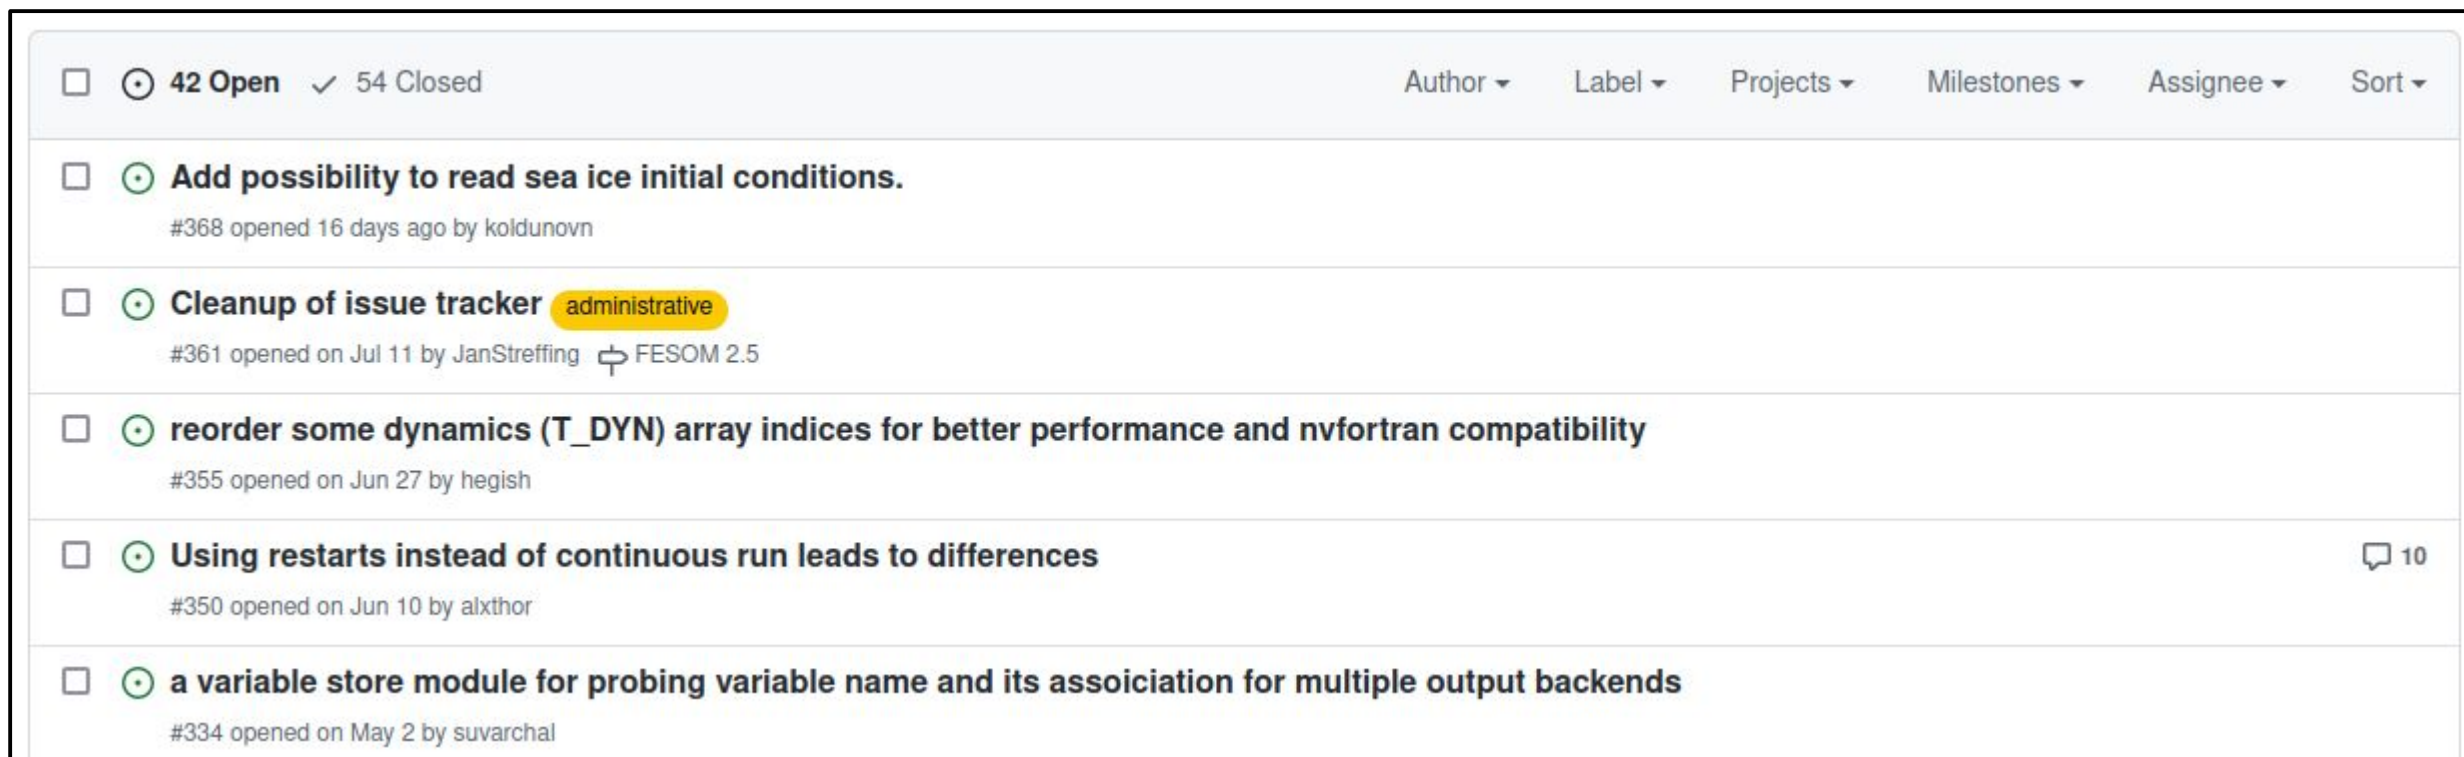 42 Open 54 Closed Author Label Projects Milestones Assignee Sort
Add possibility to read sea ice initial conditions.
#368 opened 16 days ago by koldunovn
Cleanup of issue tracker administrative
#361 opened on Jul 11 by JanStreffing FESOM 2.5
reorder some dynamics (T_DYN) array indices for better performance and nvfortran compatibility
#355 opened on Jun 27 by hegish
Using restarts instead of continuous run leads to differences 10
#350 opened on Jun 10 by alxthor
a variable store module for probing variable name and its assoiciation for multiple output backends
#334 opened on May 2 by suvarchal